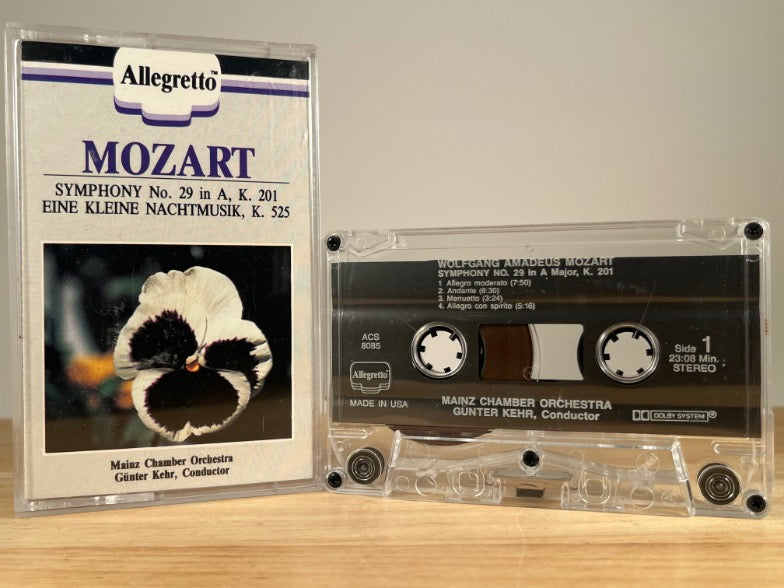 Allegretto™
MOZART
SYMPHONY No. 29 in A, K. 201
EINE KLEINE NACHTMUSIK, K. 525
Mainz Chamber Orchestra
Günter Kehr, Conductor
WOLFGANG AMADEUS MOZART
SYMPHONY NO. 29 in A Major, K. 201
1 Allegro moderato (7:50)
2. Andante (6:30)
3. Menuetto (3:24)
4. Allegro con spirito (5:16)
ACS
8085
Allegretto
MADE IN USA
Side 1
23:08 Min.
STEREO
MAINZ CHAMBER ORCHESTRA
GÜNTER KEHR, Conductor
DOLBY SYSTEM®